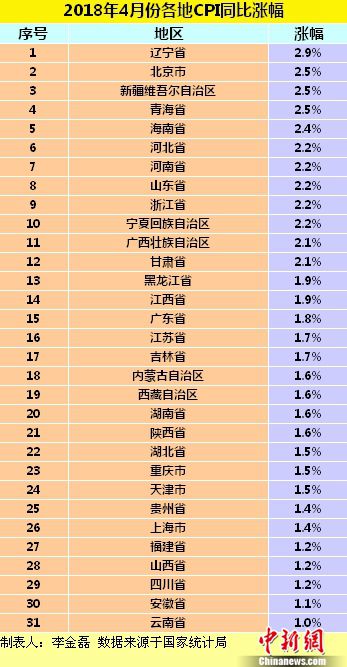 2018年4月份各地CPI同比涨幅
序号 地区 涨幅
1 辽宁省 2.9%
2 北京市 2.5%
3 新疆维吾尔自治区 2.5%
4 青海省 2.5%
5 海南省 2.4%
6 河北省 2.2%
7 河南省 2.2%
8 山东省 2.2%
9 浙江省 2.2%
10 宁夏回族自治区 2.2%
11 广西壮族自治区 2.1%
12 甘肃省 2.1%
13 黑龙江省 1.9%
14 江西省 1.9%
15 广东省 1.8%
16 江苏省 1.7%
17 吉林省 1.7%
18 内蒙古自治区 1.6%
19 西藏自治区 1.6%
20 湖南省 1.6%
21 陕西省 1.6%
22 湖北省 1.5%
23 重庆市 1.5%
24 天津市 1.5%
25 贵州省 1.4%
26 上海市 1.4%
27 福建省 1.2%
28 山西省 1.2%
29 四川省 1.2%
30 安徽省 1.1%
31 云南省 1.0%
制表人：李金磊 数据来源于国家统计局
中新网
Chinanews.com